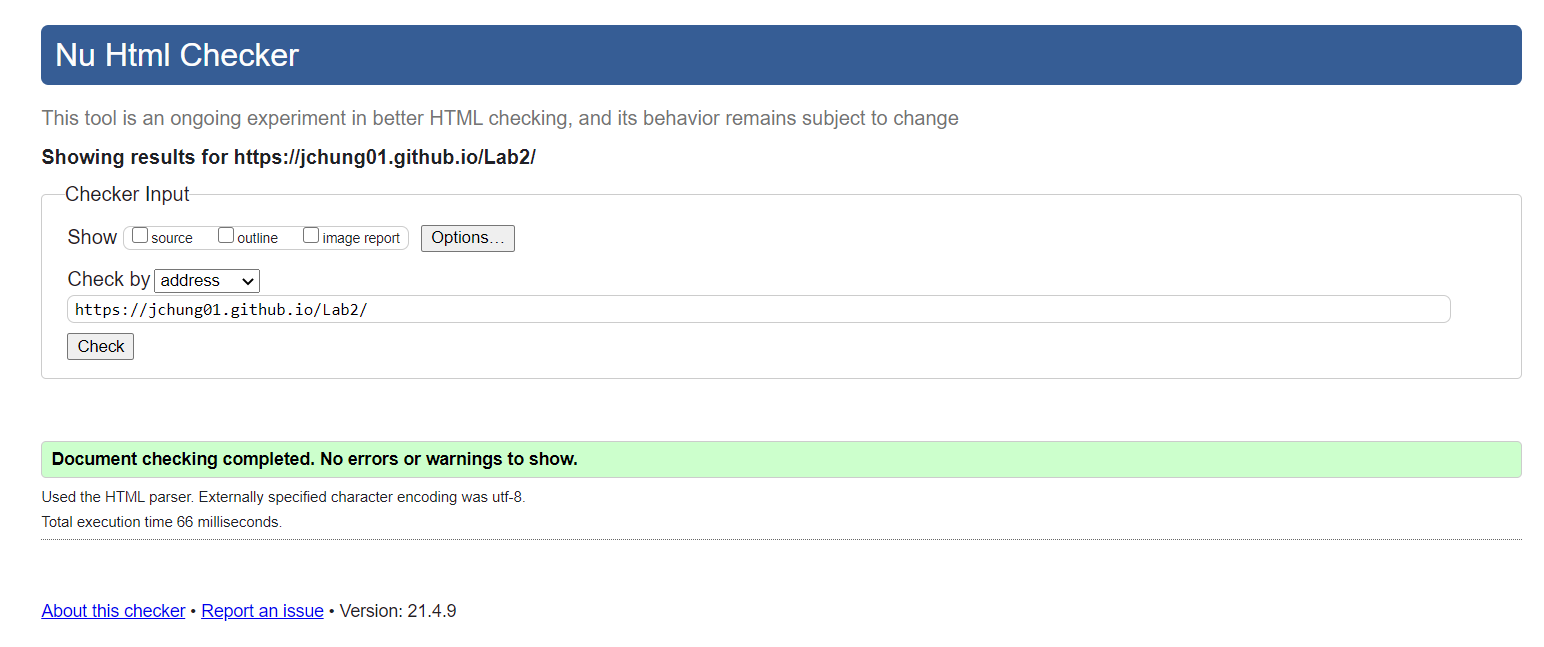 Nu Html Checker
This tool is an ongoing experiment in better HTML checking, and its behavior remains subject to change
Showing results for https://jchung01.github.io/Lab2/
Checker Input
Show source outline image report Options…
Check by address
https://jchung01.github.io/Lab2/
Check
Document checking completed. No errors or warnings to show.
Used the HTML parser. Externally specified character encoding was utf-8.
Total execution time 66 milliseconds.
About this checker • Report an issue • Version: 21.4.9